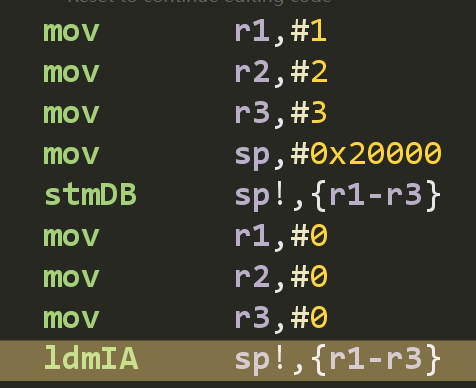 Reset to continue editing code
mov r1,#1
mov r2,#2
mov r3,#3
mov sp,#0x20000
stmDB sp!,{r1-r3}
mov r1,#0
mov r2,#0
mov r3,#0
ldmIA sp!,{r1-r3}